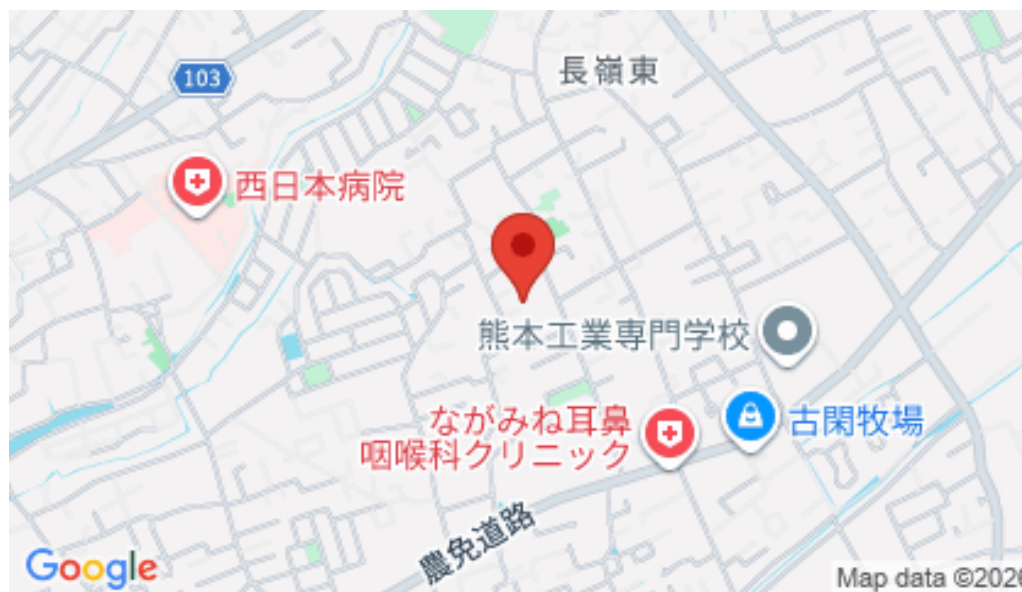 長嶺東
103
西日本病院
熊本工業専門学校
ながみね耳鼻
咽喉科クリニック
古閑牧場
農免道路
Google
Map data ©2026